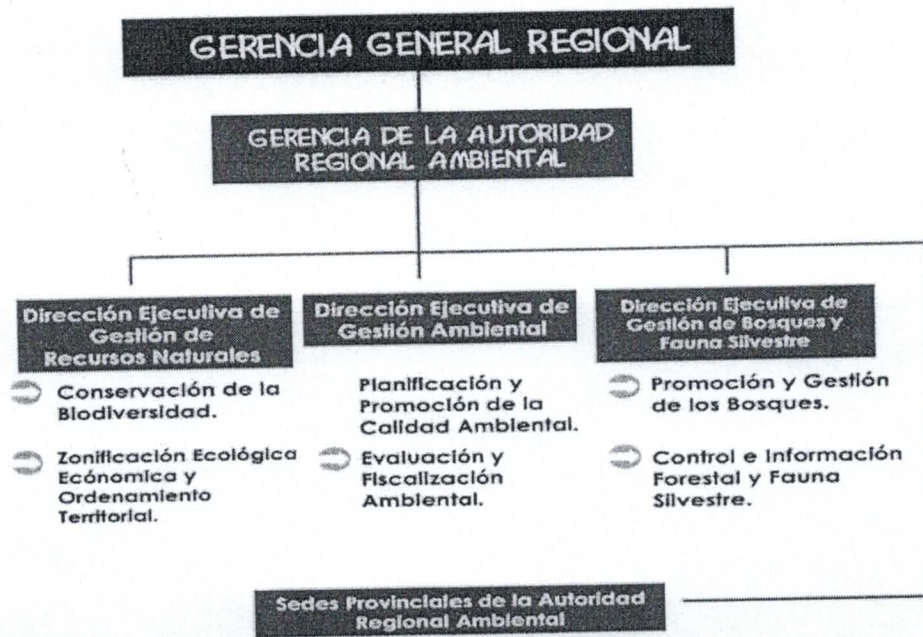 GERENCIA GENERAL REGIONAL
GERENCIA DE LA AUTORIDAD
REGIONAL AMBIENTAL
Dirección Ejecutiva de
Gestión de
Recursos Naturales
Conservación de la
Biodiversidad.
Zonificación Ecológica
Ecónomica y
Ordenamiento
Territorial.
Dirección Ejecutiva de
Gestión Ambiental
Planificación y
Promoción de la
Calidad Ambiental.
Evaluación y
Fiscalización
Ambiental.
Dirección Ejecutiva de
Gestión de Bosques y
Fauna Silvestre
Promoción y Gestión
de los Bosques.
Control e Información
Forestal y Fauna
Silvestre.
Sedes Provinciales de la Autoridad
Regional Ambiental